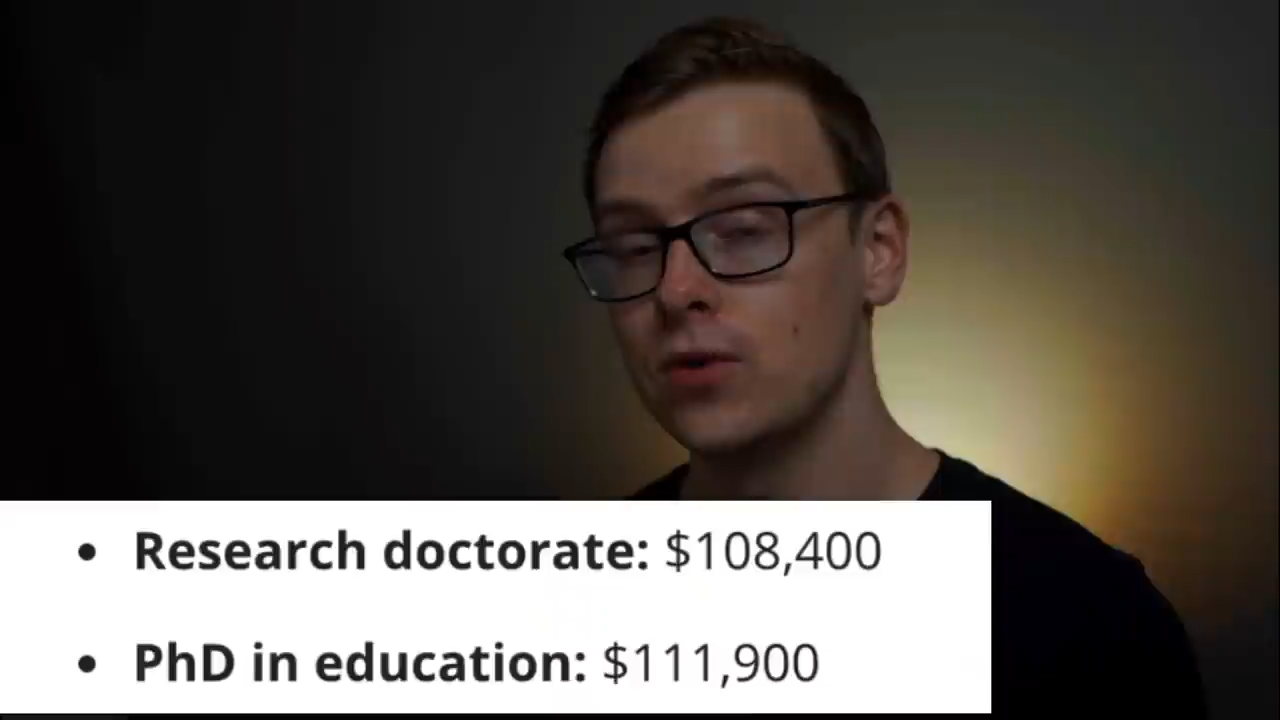 • Research doctorate: $108,400
• PhD in education: $111,900